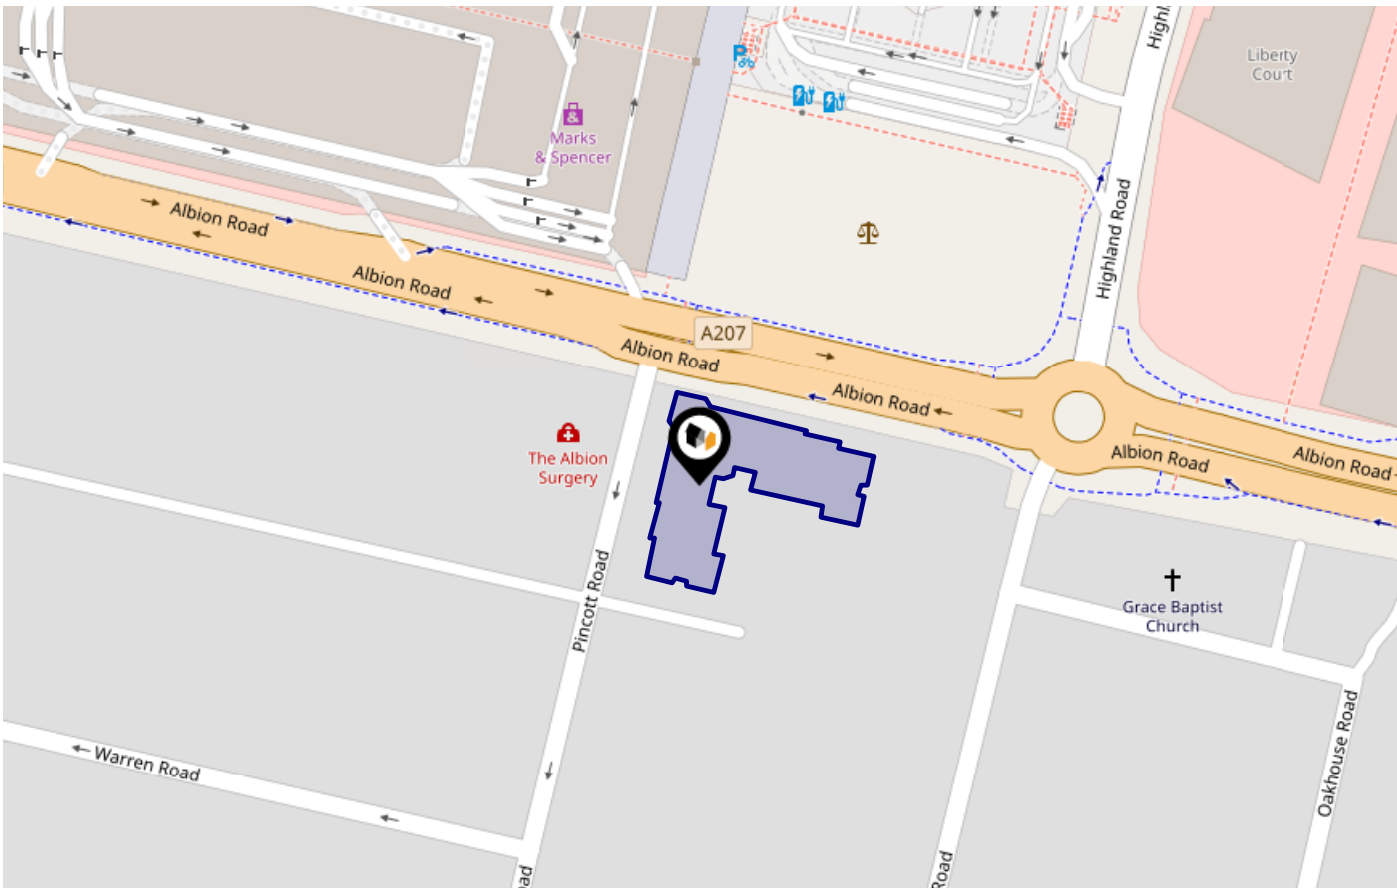 Highl
Liberty
Court
P
&
Marks
& Spencer
Highland Road
Albion Road
Albion Road
A207
Albion Road
Albion Road
Albion Road
Albion Road
The Albion
Surgery
Pincott Road
Grace Baptist
Church
Warren Road
Oakhouse Road
oad
Road